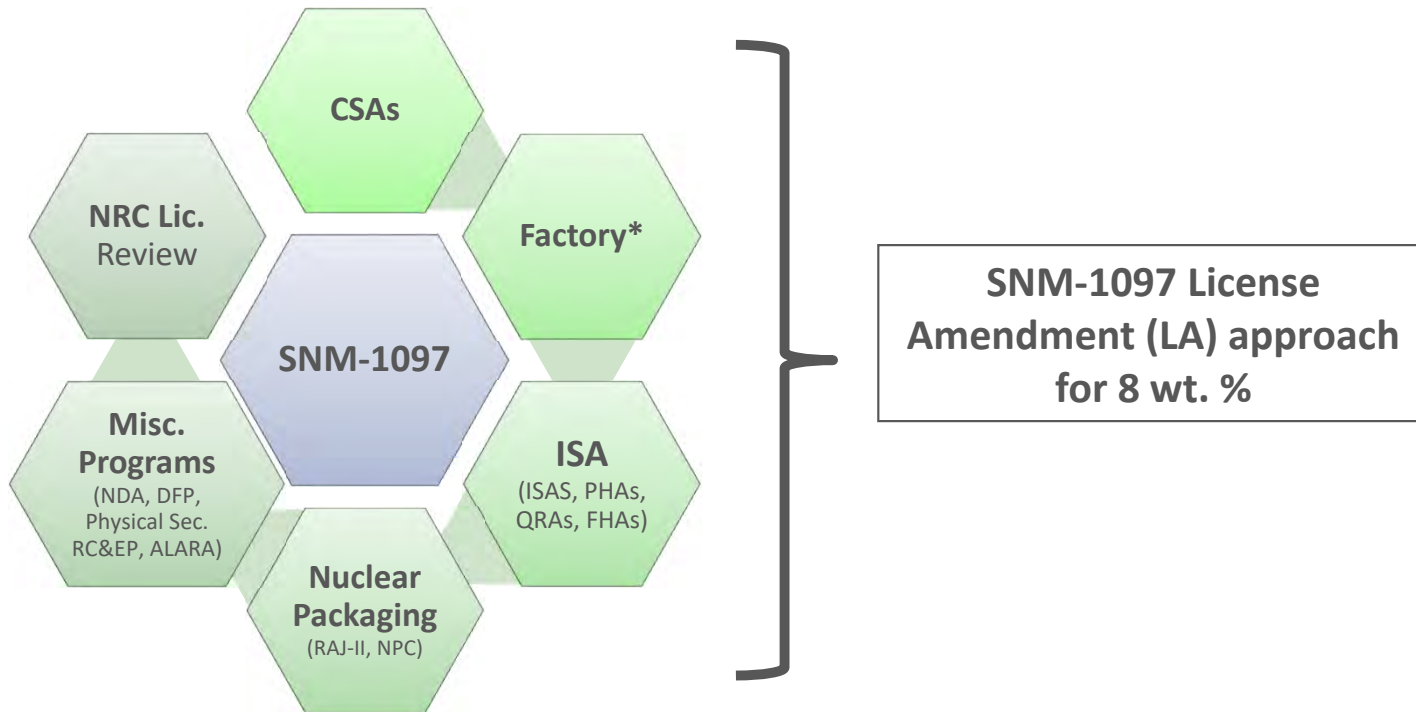 CSAs
Factory*
ISA
(ISAS, PHAs,
QRAs, FHAs)
Nuclear
Packaging
(RAJ-II, NPC)
Misc.
Programs
(NDA, DFP,
Physical Sec.
RC&EP, ALARA)
NRC Lic.
Review
SNM-1097
SNM-1097 License
Amendment (LA) approach
for 8 wt. %